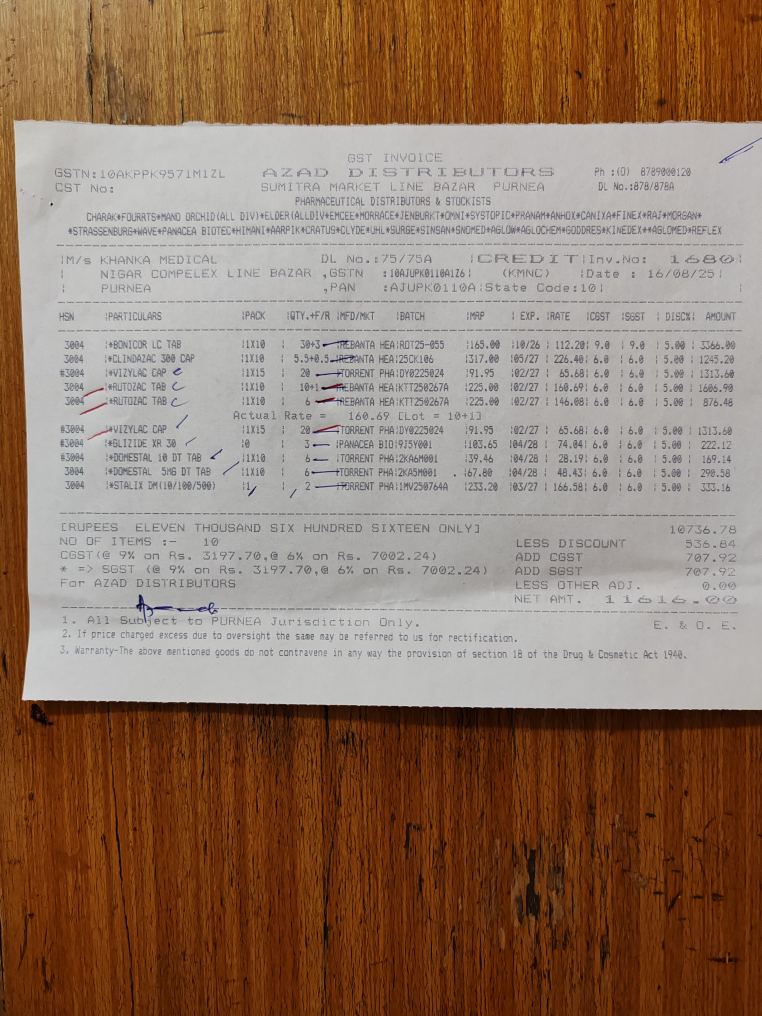 GST INVOICE
GSTN:10AKPPK9571M1ZL AZAD DISTRIBUTORS Ph :(O) 8789000120
CST No: SUMITRA MARKET LINE BAZAR PURNEA DL No.:878/878A
PHARMACEUTICAL DISTRIBUTORS & STOCKISTS
CHARAK*FOURRTS*MANO ORCHID(ALL DIV)*ELDER(ALLDIV*EMCEE*MORRACE*JENBURKT*OMNI*SYSTOPIC*PRANAM*ANHOX*CANIXA*FINEX*RAJ*MORGAN*
*STRASSENBURG*WAVE*PANACEA BIOTEC*HIMANI*AARPIK*CRATUS*CLYDE*UHL*SURGE*SINSAN*SNOMED*AGLOW*AGLOCHEM*GODDRES*KINEDEX**AGLOMED*REFLEX
|M/s KHANKA MEDICAL DL No.:75/75A |CREDIT|Inv.No: 1680|
| NIGAR COMPELEX LINE BAZAR ,GSTN :10AJUPK0110A1Z6| (KMNC) |Date : 16/08/25|
| PURNEA ,PAN :AJUPK0110A|State Code:10|
HSN |PARTICULARS |PACK |QTY.+F/R |MFD/MKT |BATCH |MRP | EXP. |RATE |CGST .|SGST | DISC%| AMOUNT
3004 |*BONICOR LC TAB |1X10 | 30+3 |REBANTA HEA|RDT25-055 |165.00 |10/26 | 112.20| 9.0 | 9.0 | 5.00 | 3366.00
3004 |*CLINDAZAC 300 CAP |1X10 | 5.5+0.5 |REBANTA HEA|25CK106 |317.00 |05/27 | 226.40| 6.0 | 6.0 | 5.00 | 1245.20
*3004 |*VIZYLAC CAP |1X15 | 20 |TORRENT PHA|DY0225024 |91.95 |02/27 | 65.68| 6.0 | 6.0 | 5.00 | 1313.60
3004 |*RUTOZAC TAB |1X10 | 10+1 |REBANTA HEA|KTT250267A |225.00 |02/27 | 160.69| 6.0 | 6.0 | 5.00 | 1606.90
3004 |*RUTOZAC TAB |1X10 | 6 |REBANTA HEA|KTT250267A |225.00 |02/27 | 146.08| 6.0 | 6.0 | 5.00 | 876.48
Actual Rate = 160.69 [Lot = 10+1]
*3004 |*VIZYLAC CAP |1X15 | 20 |TORRENT PHA|DY0225024 |91.95 |02/27 | 65.68| 6.0 | 6.0 | 5.00 | 1313.60
*3004 |*GLIZIDE XR 30 |0 | 3 |PANACEA BIO|9J5Y001 |103.65 |04/28 | 74.04| 6.0 | 6.0 | 5.00 | 222.12
*3004 |*DOMESTAL 10 DT TAB |1X10 | 6 |TORRENT PHA|2KA6M001 |39.46 |04/28 | 28.19| 6.0 | 6.0 | 5.00 | 169.14
3004 |*DOMESTAL 5MG DT TAB |1X10 | 6 |TORRENT PHA|2KA5M001 |67.80 |04/28 | 48.43| 6.0 | 6.0 | 5.00 | 290.58
3004 |*STALIX DM(10/100/500) |1 | 2 |TORRENT PHA|1MV250764A |233.20 |03/27 | 166.58| 6.0 | 6.0 | 5.00 | 333.16
[RUPEES ELEVEN THOUSAND SIX HUNDRED SIXTEEN ONLY] 10736.78
NO OF ITEMS :- 10 LESS DISCOUNT 536.84
CGST(@ 9% on Rs. 3197.70,@ 6% on Rs. 7002.24) ADD CGST 707.92
* => SGST (@ 9% on Rs. 3197.70,@ 6% on Rs. 7002.24) ADD SGST 707.92
For AZAD DISTRIBUTORS LESS OTHER ADJ. 0.00
NET AMT. 11616.00
1. All Subject to PURNEA Jurisdiction Only. E. & O. E.
2. If price charged excess due to oversight the same may be referred to us for rectification.
3. Warranty-The above mentioned goods do not contravene in any way the provision of section 18 of the Drug & Cosmetic Act 1940.